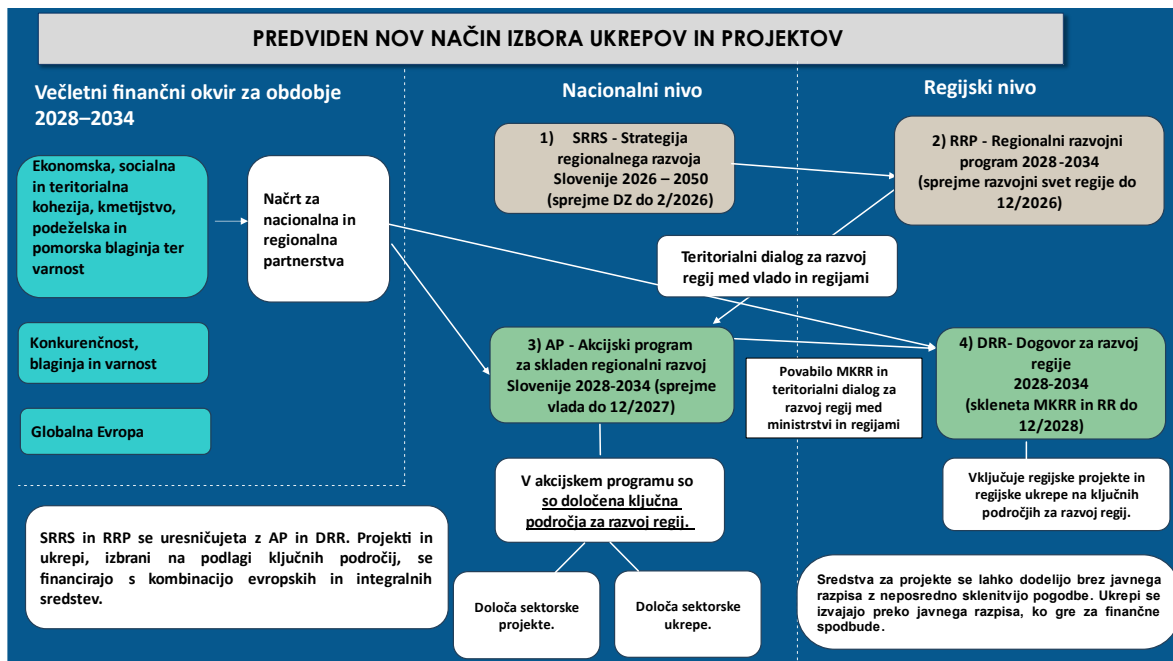 PREDVIDEN NOV NAČIN IZBORA UKREPOV IN PROJEKTOV
Večletni finančni okvir za obdobje
2028–2034
Nacionalni nivo
Regijski nivo
Ekonomska, socialna
in teritorialna
kohezija, kmetijstvo,
podeželska in
pomorska blaginja ter
varnost
Načrt za
nacionalna in
regionalna
partnerstva
Konkurenčnost,
blaginja in varnost
Globalna Evropa
1) SRRS - Strategija
regionalnega razvoja
Slovenije 2026 – 2050
(sprejme DZ do 2/2026)
2) RRP - Regionalni razvojni
program 2028-2034
(sprejme razvojni svet regije do
12/2026)
Teritorialni dialog za razvoj
regij med vlado in regijami
3) AP - Akcijski program
za skladen regionalni razvoj
Slovenije 2028-2034 (sprejme
vlada do 12/2027)
Povabilo MKRR in
teritorialni dialog za
razvoj regij med
ministrstvi in regijami
4) DRR- Dogovor za razvoj
regije
2028-2034
(skleneta MKRR in RR do
12/2028)
V akcijskem programu so
so določena ključna
področja za razvoj regij.
Vključuje regijske projekte in
regijske ukrepe na ključnih
področjih za razvoj regij.
SRRS in RRP se uresničujeta z AP in DRR. Projekti in
ukrepi, izbrani na podlagi ključnih področij, se
financirajo s kombinacijo evropskih in integralnih
sredstev.
Določa sektorske
projekte.
Določa sektorske
ukrepe.
Sredstva za projekte se lahko dodelijo brez javnega
razpisa z neposredno sklenitvijo pogodbe. Ukrepi se
izvajajo preko javnega razpisa, ko gre za finančne
spodbude.